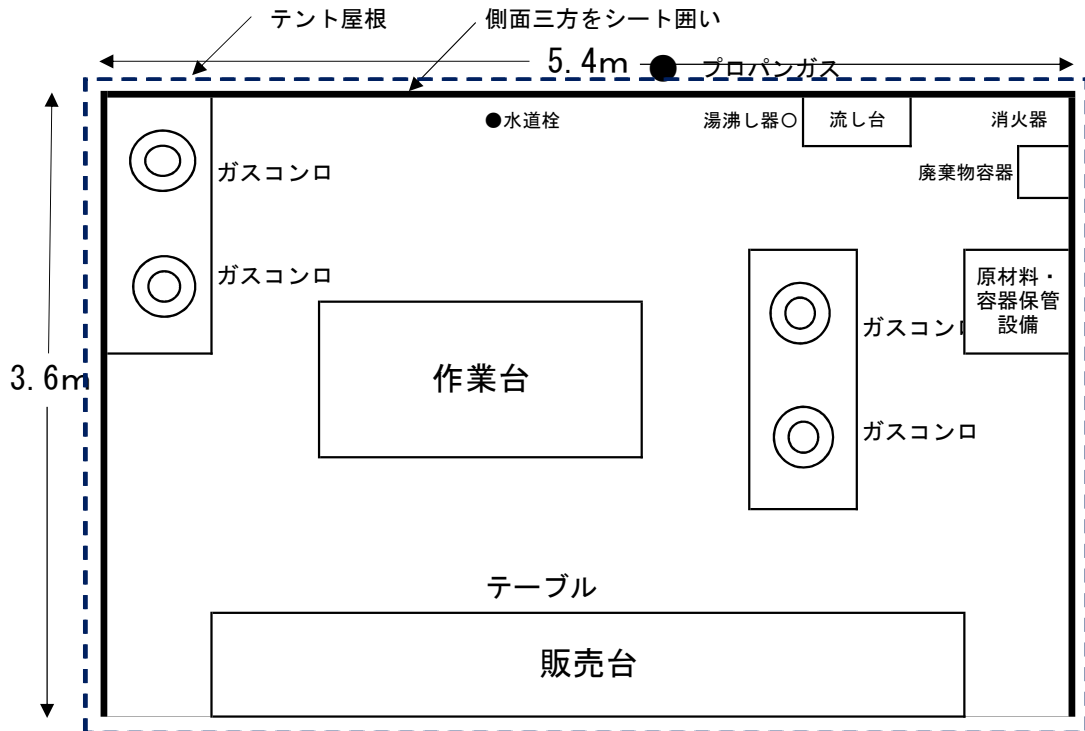 テント屋根
側面三方をシート囲い
5.4m
プロパンガス
●水道栓
湯沸し器○
流し台
消火器
廃棄物容器
ガスコンロ
ガスコンロ
原材料・
容器保管
設備
ガスコンロ
作業台
3.6m
ガスコンロ
テーブル
販売台